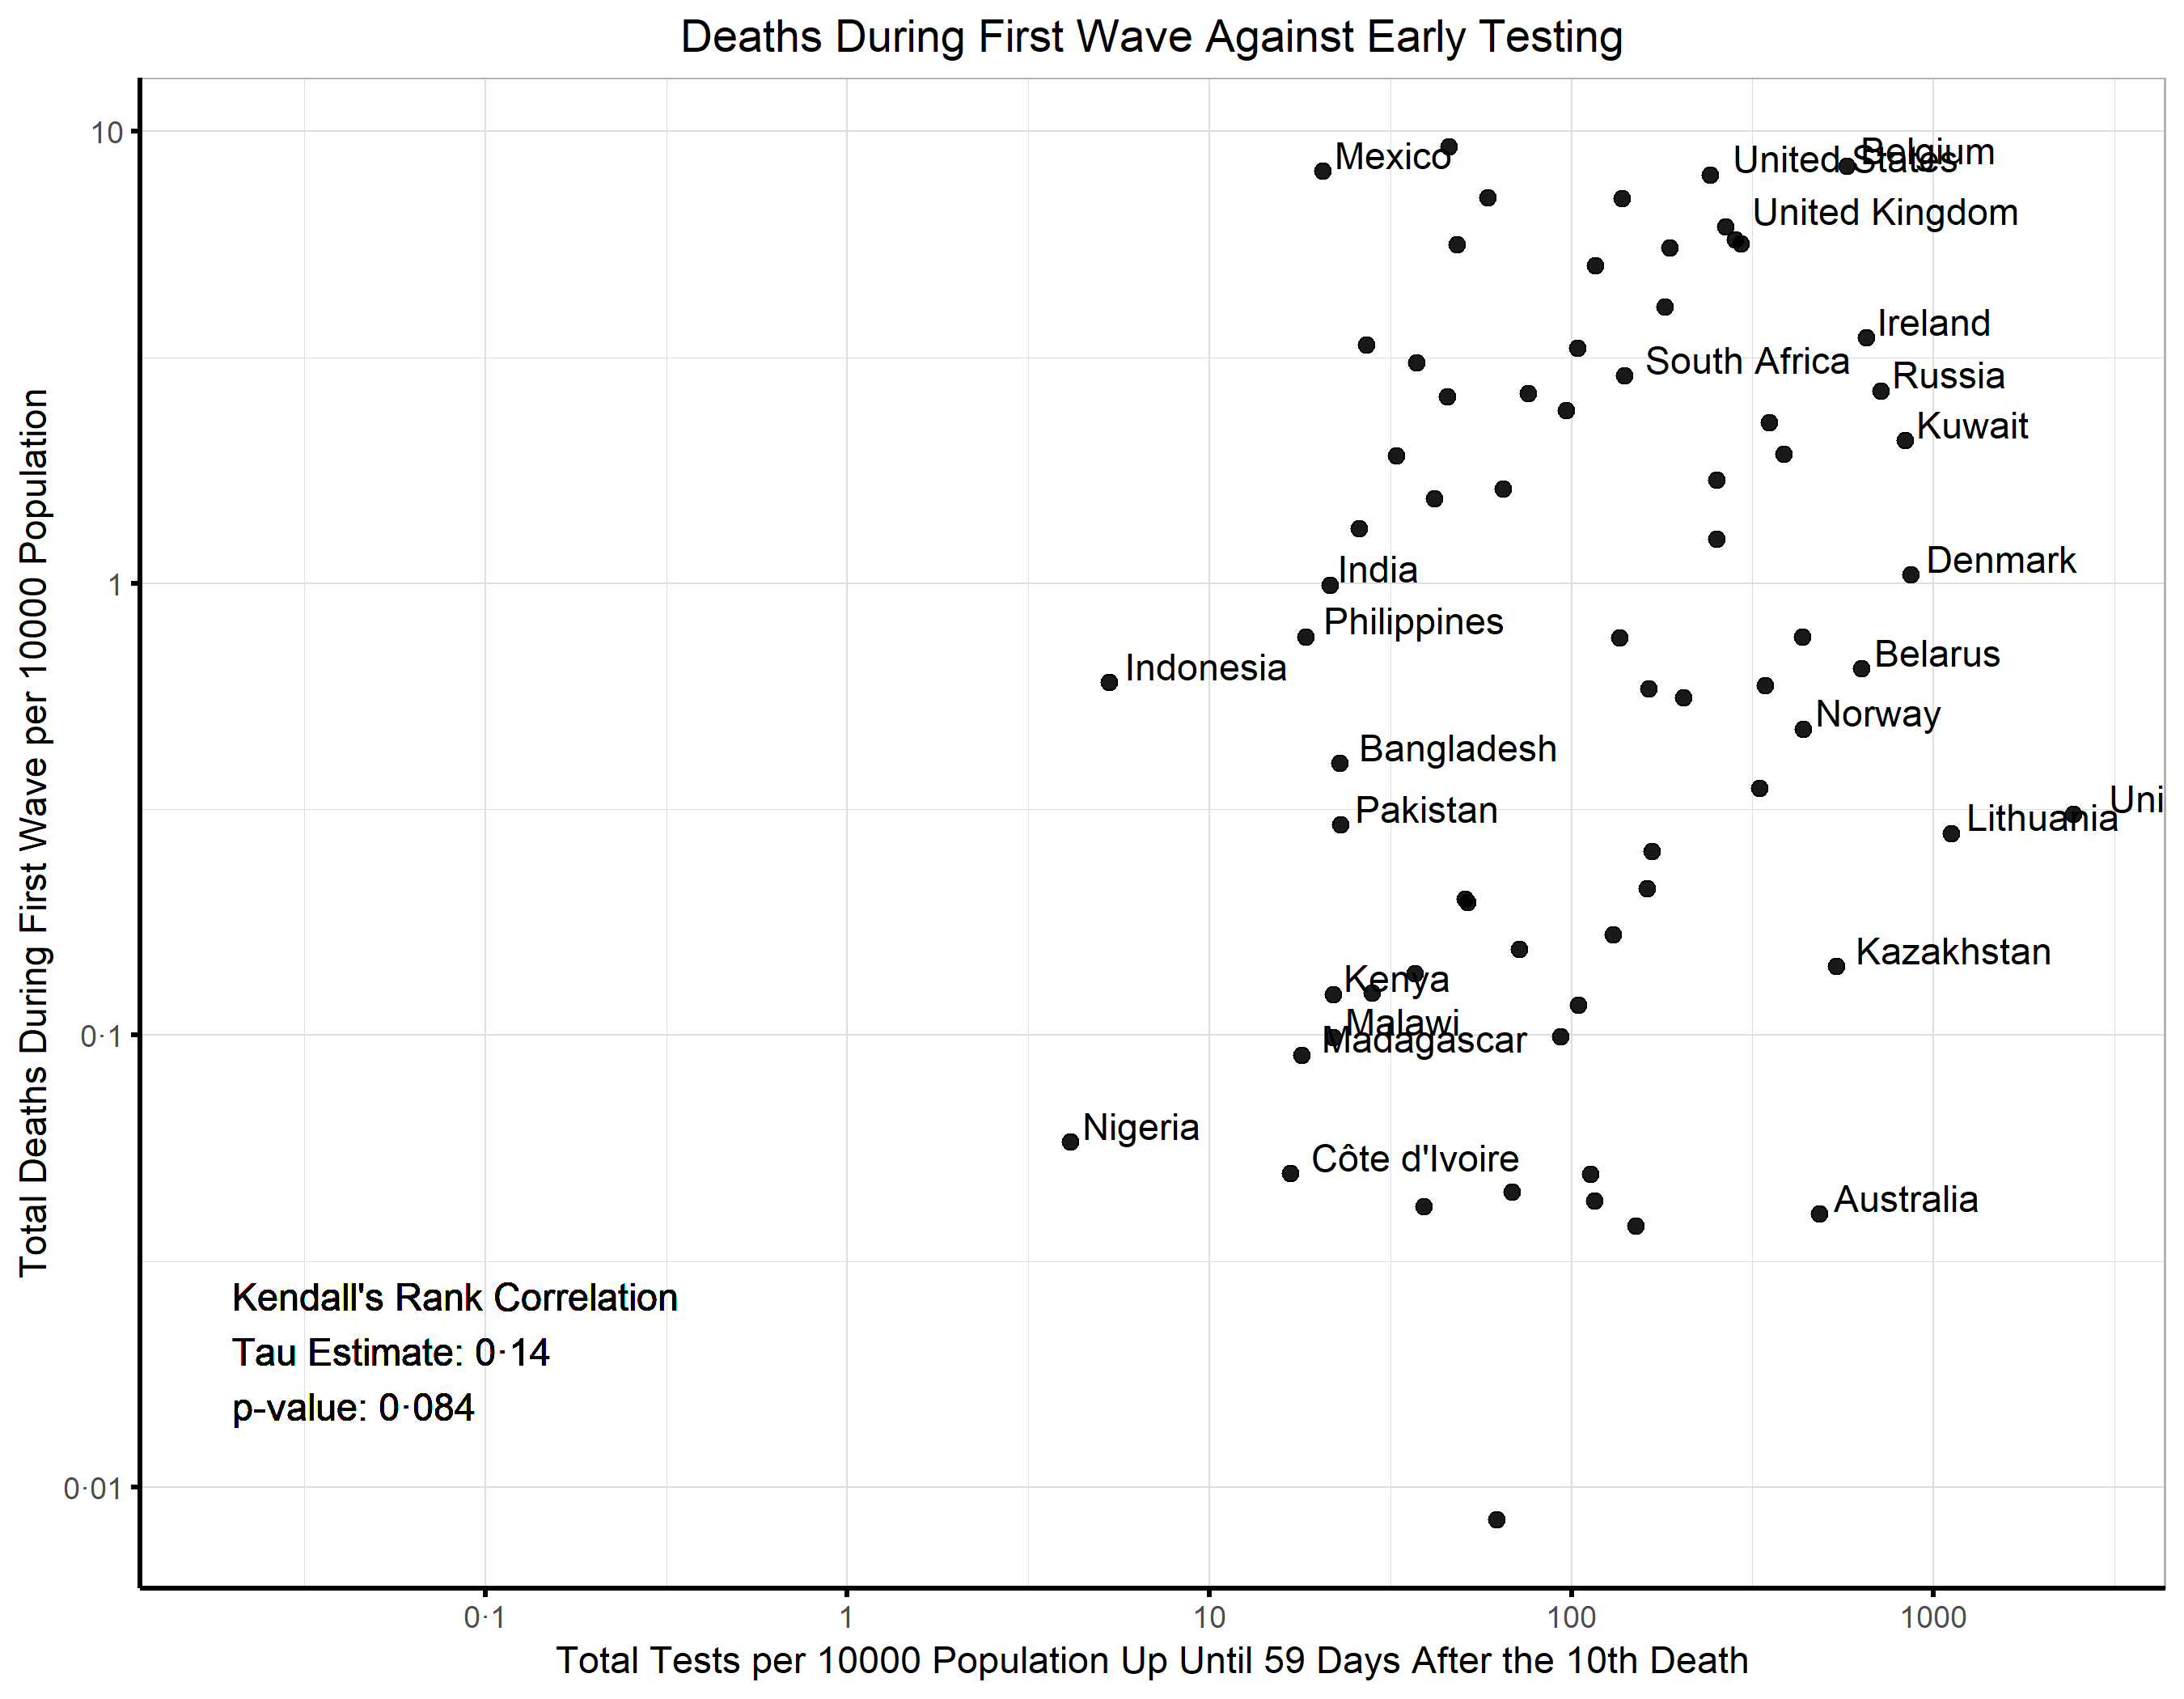 Deaths During First Wave Against Early Testing
Total Deaths During First Wave per 10000 Population
10
1
0·1
0·01
Mexico
United States
Belgium
United Kingdom
Ireland
South Africa
Russia
Kuwait
India
Denmark
Philippines
Belarus
Indonesia
Norway
Bangladesh
Uni
Pakistan
Lithuania
Kazakhstan
Kenya
Malawi
Madagascar
Nigeria
Côte d'Ivoire
Australia
Kendall's Rank Correlation
Tau Estimate: 0·14
p-value: 0·084
0·1
1
10
100
1000
Total Tests per 10000 Population Up Until 59 Days After the 10th Death